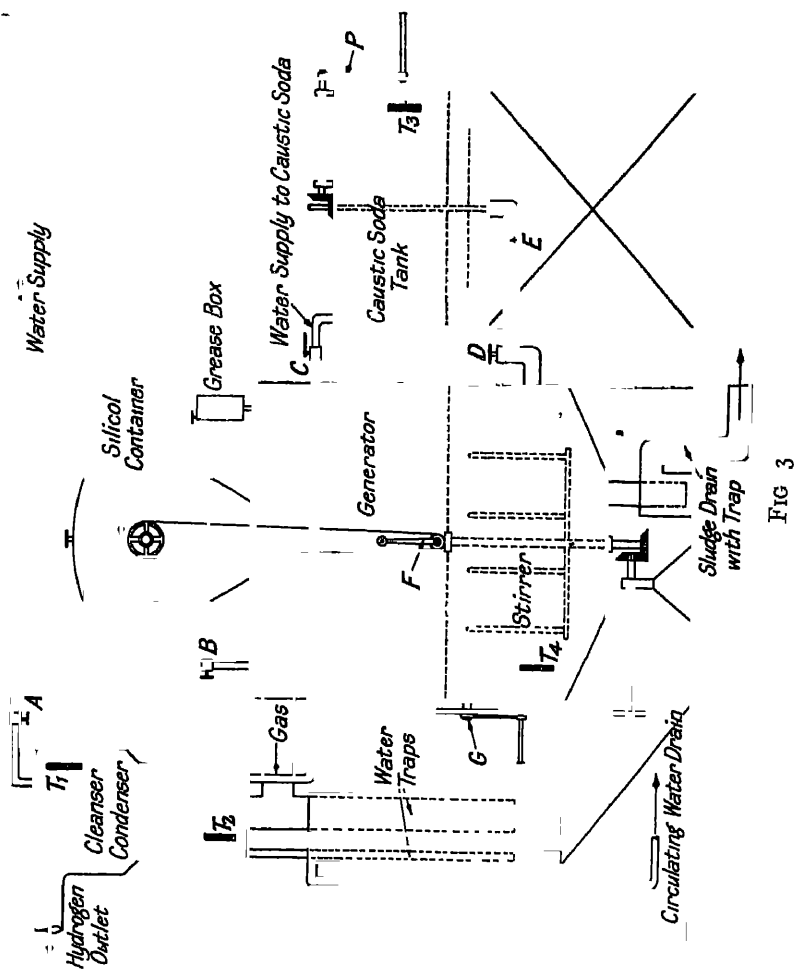 Water Supply
Silicol
Container
Grease Box
A
T1
Cleanser
Condenser
Hydrogen
Outlet
B
T2
Gas
Water
Traps
Generator
F
Stirrer
T4
G
Water Supply to Caustic Soda
C
P
T3
Caustic Soda
Tank
D
E
Circulating Water Drain
Sludge Drain
with Trap
FIG 3